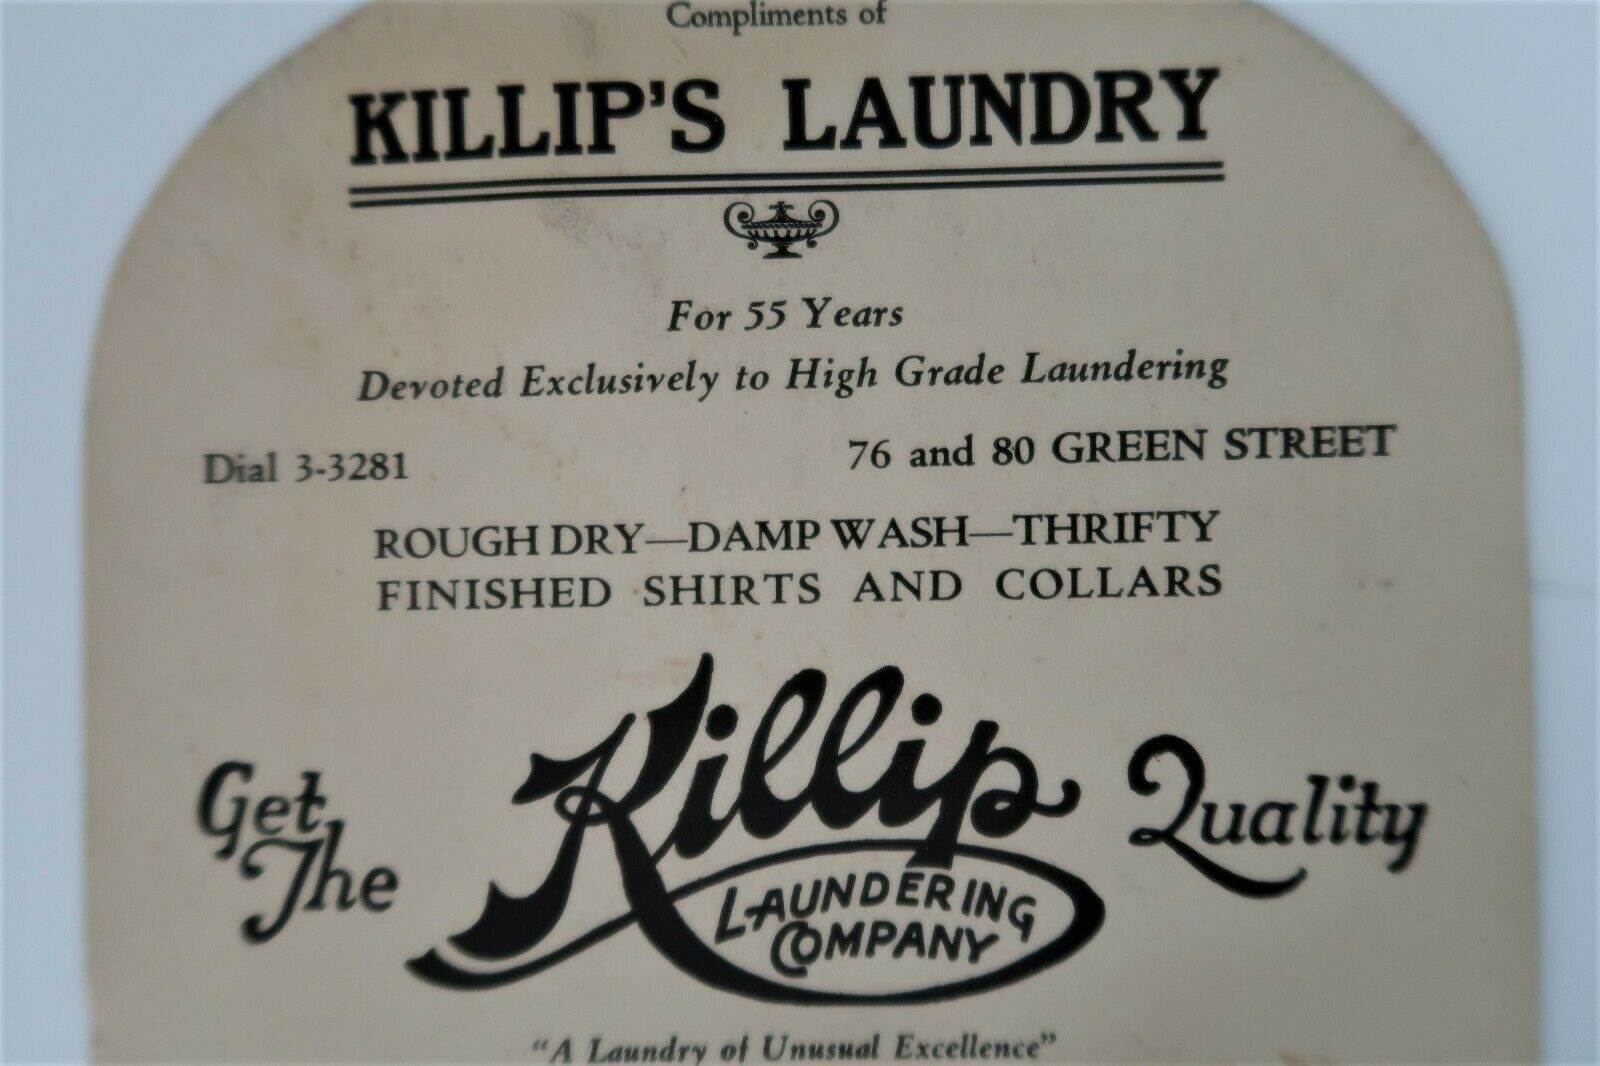 Compliments of
KILLIP'S LAUNDRY
For 55 Years
Devoted Exclusively to High Grade Laundering
Dial 3-3281 76 and 80 GREEN STREET
ROUGH DRY—DAMP WASH—THRIFTY
FINISHED SHIRTS AND COLLARS
Get The Killip Quality
LAUNDERING
COMPANY
"A Laundry of Unusual Excellence"